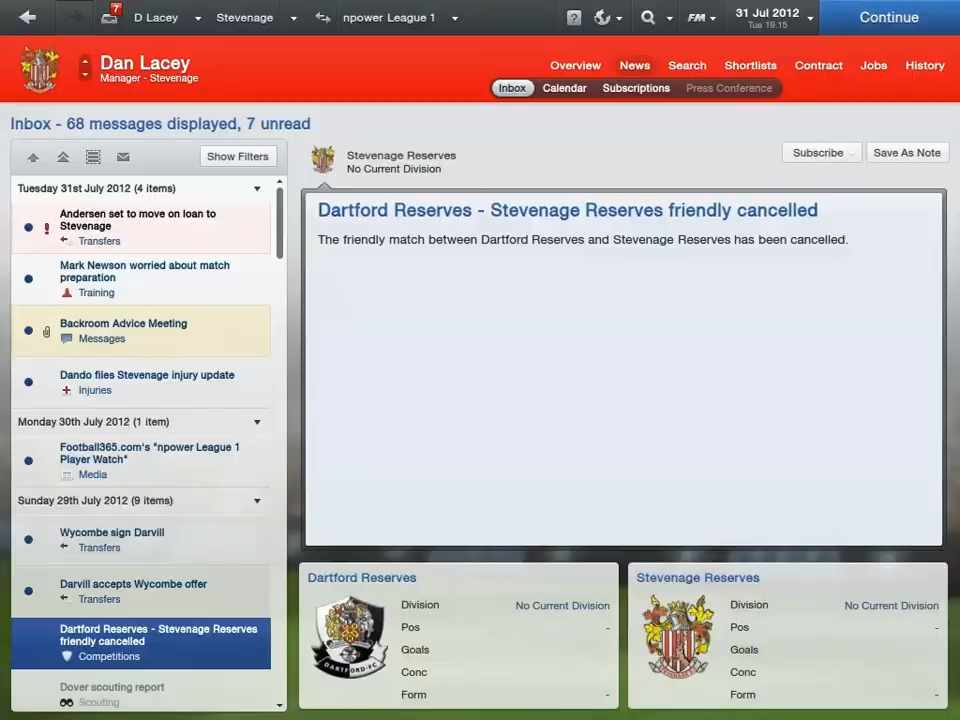 7
D Lacey
Stevenage
npower League 1
?
FM
31 Jul 2012
Tue 19:15
Continue
Dan Lacey
Manager - Stevenage
Overview
News
Search
Shortlists
Contract
Jobs
History
Inbox
Calendar
Subscriptions
Press Conference
Inbox - 68 messages displayed, 7 unread
Show Filters
Tuesday 31st July 2012 (4 items)
Andersen set to move on loan to
Stevenage
Transfers
Mark Newson worried about match
preparation
Training
Backroom Advice Meeting
Messages
Dando files Stevenage injury update
Injuries
Monday 30th July 2012 (1 item)
Football365.com's "npower League 1
Player Watch"
Media
Sunday 29th July 2012 (9 items)
Wycombe sign Darvill
Transfers
Darvill accepts Wycombe offer
Transfers
Dartford Reserves - Stevenage Reserves
friendly cancelled
Competitions
Dover scouting report
Scouting
Stevenage Reserves
No Current Division
Subscribe
Save As Note
Dartford Reserves - Stevenage Reserves friendly cancelled
The friendly match between Dartford Reserves and Stevenage Reserves has been cancelled.
Dartford Reserves
DARTFORD·FC
Division No Current Division
Pos -
Goals
Conc
Form -
Stevenage Reserves
Division No Current Division
Pos -
Goals
Conc
Form -